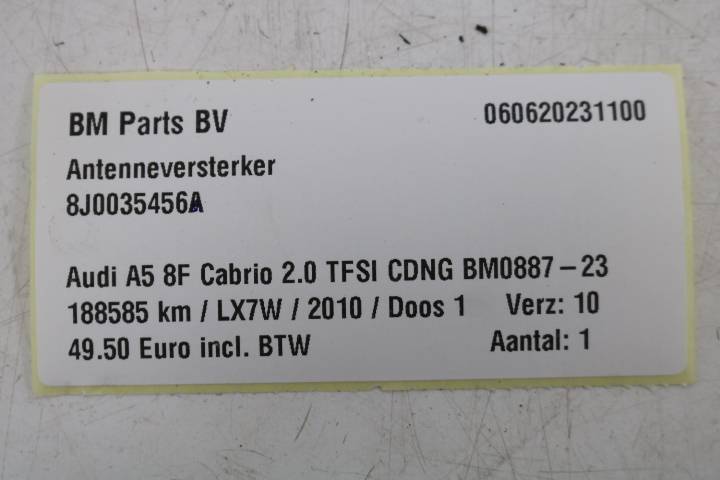 BM Parts BV 060620231100
Antenneversterker
8J0035456A
Audi A5 8F Cabrio 2.0 TFSI CDNG BM0887-23
188585 km / LX7W / 2010 / Doos 1 Verz: 10
49.50 Euro incl. BTW Aantal: 1